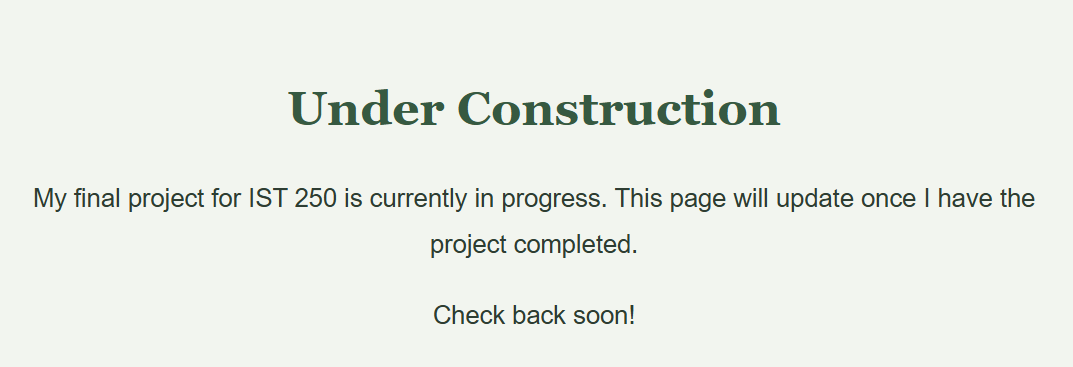 Under Construction
My final project for IST 250 is currently in progress. This page will update once I have the
project completed.
Check back soon!